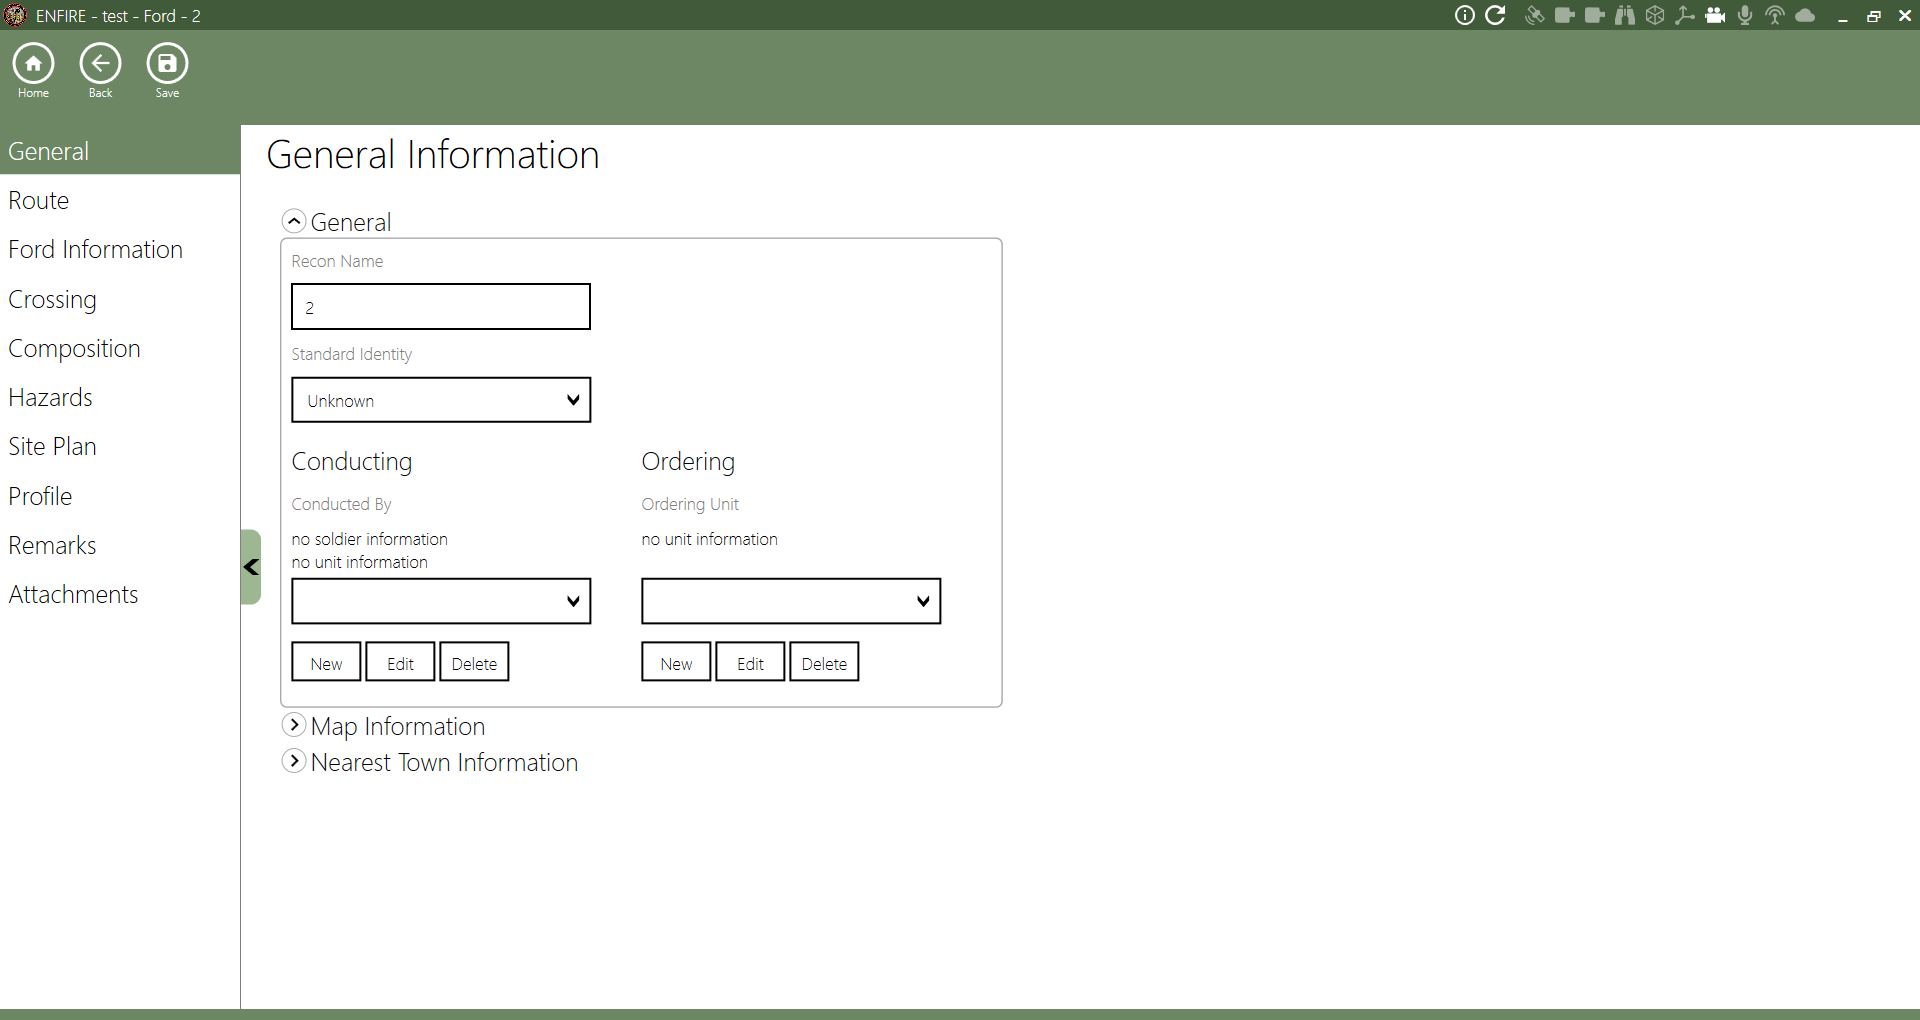 ENFIRE - test - Ford - 2
Home
Back
Save
General
Route
Ford Information
Crossing
Composition
Hazards
Site Plan
Profile
Remarks
Attachments
General Information
General
Recon Name
2
Standard Identity
Unknown
Conducting
Conducted By
no soldier information
no unit information
New
Edit
Delete
Ordering
Ordering Unit
no unit information
New
Edit
Delete
Map Information
Nearest Town Information